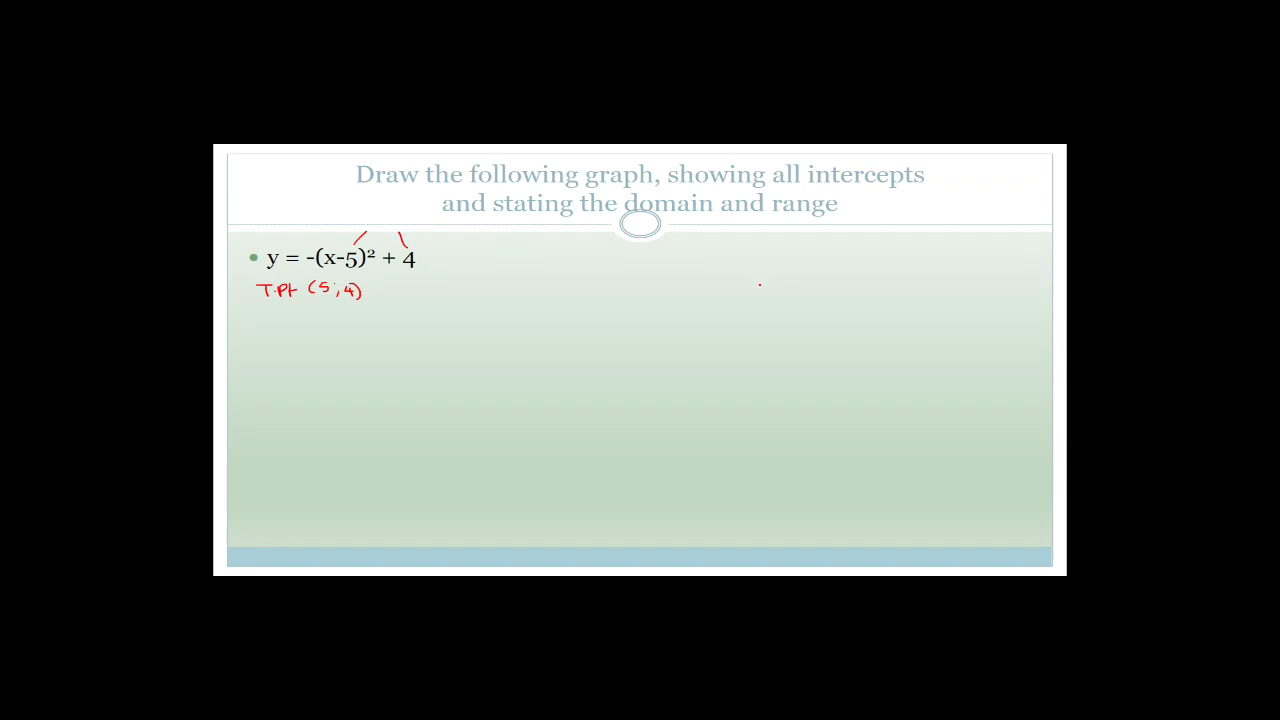 Draw the following graph, showing all intercepts
and stating the domain and range
• y = -(x-5)² + 4
T.Pt (5, 4)